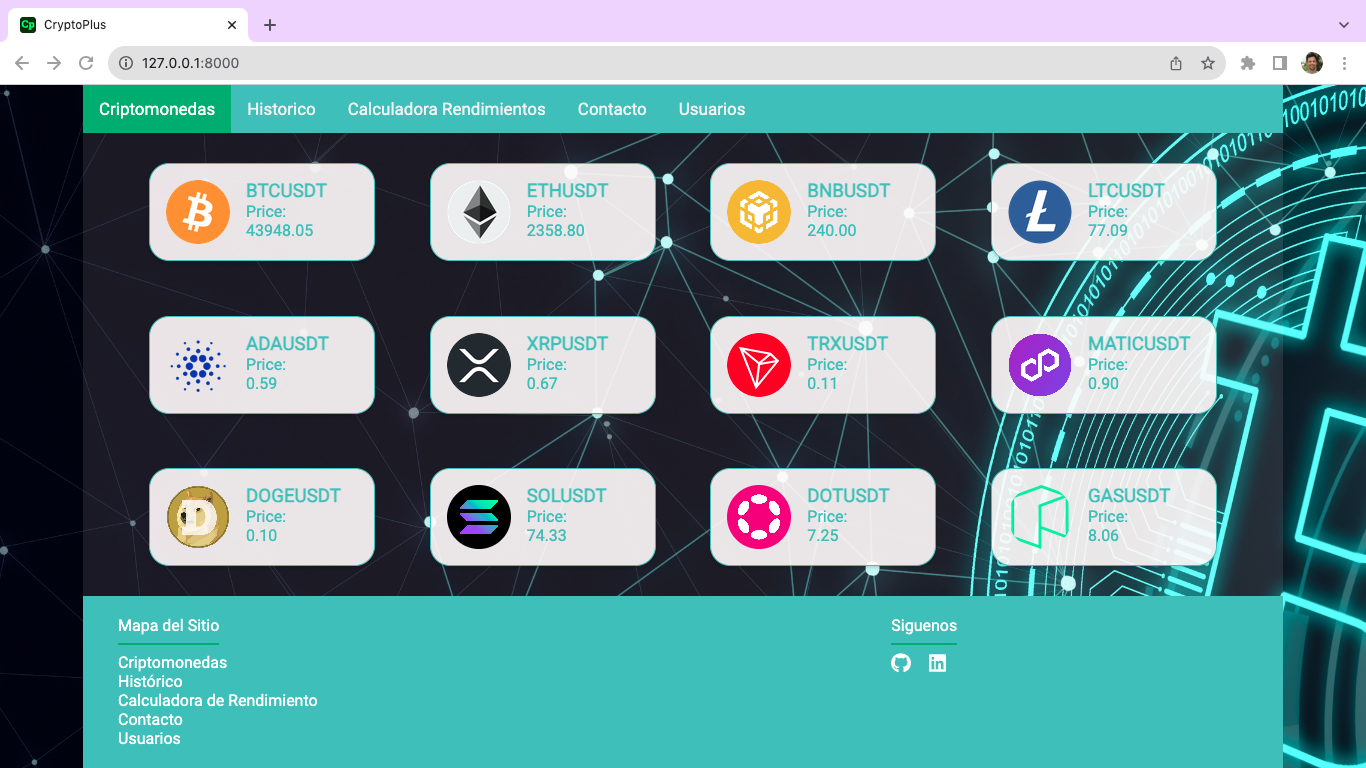 CryptoPlus
127.0.0.1:8000
Criptomonedas
Historico
Calculadora Rendimientos
Contacto
Usuarios
BTCUSDT
Price:
43948.05
ETHUSDT
Price:
2358.80
BNBUSDT
Price:
240.00
LTCUSDT
Price:
77.09
ADAUSDT
Price:
0.59
XRPUSDT
Price:
0.67
TRXUSDT
Price:
0.11
MATICUSDT
Price:
0.90
DOGEUSDT
Price:
0.10
SOLUSDT
Price:
74.33
DOTUSDT
Price:
7.25
GASUSDT
Price:
8.06
Mapa del Sitio
Criptomonedas
Histórico
Calculadora de Rendimiento
Contacto
Usuarios
Siguenos